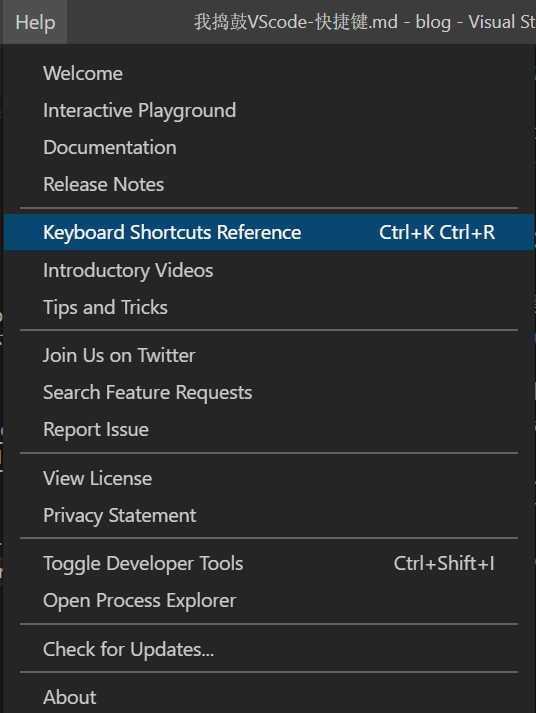 Help 我捣鼓VScode-快捷键.md - blog - Visual St
Welcome
Interactive Playground
Documentation
Release Notes
Keyboard Shortcuts Reference Ctrl+K Ctrl+R
Introductory Videos
Tips and Tricks
Join Us on Twitter
Search Feature Requests
Report Issue
View License
Privacy Statement
Toggle Developer Tools Ctrl+Shift+I
Open Process Explorer
Check for Updates...
About